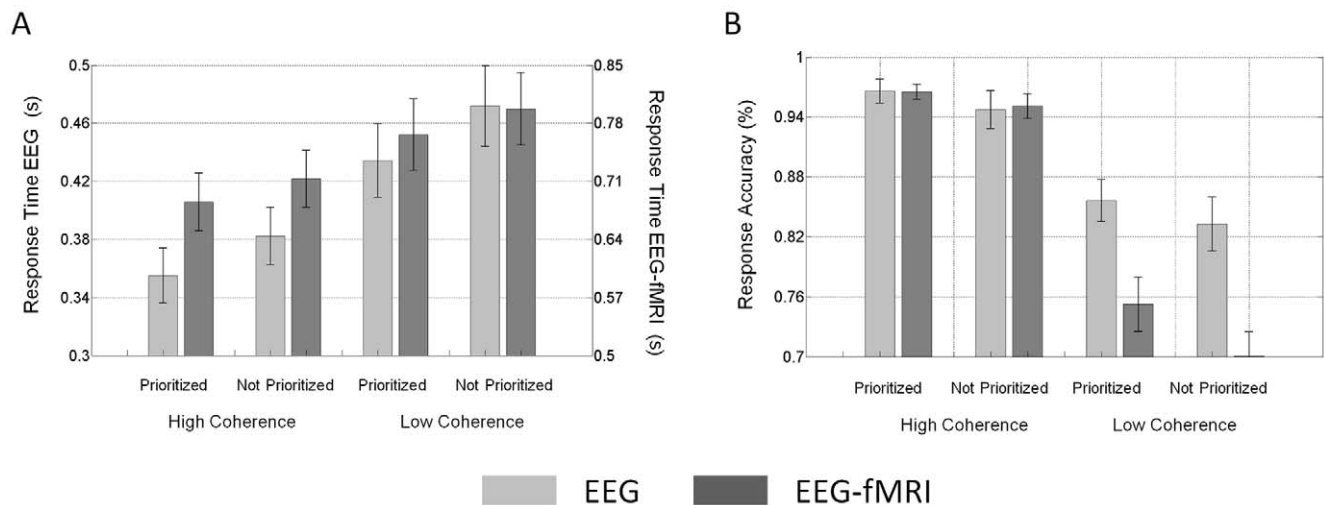 A
Response Time EEG (s)
0.5
0.46
0.42
0.38
0.34
0.3
0.85
0.78
0.71
0.64
0.57
0.5
Response Time EEG-fMRI (s)
Prioritized Not Prioritized Prioritized Not Prioritized
High Coherence Low Coherence
B
Response Accuracy (%)
1
0.94
0.88
0.82
0.76
0.7
Prioritized Not Prioritized Prioritized Not Prioritized
High Coherence Low Coherence
EEG EEG-fMRI